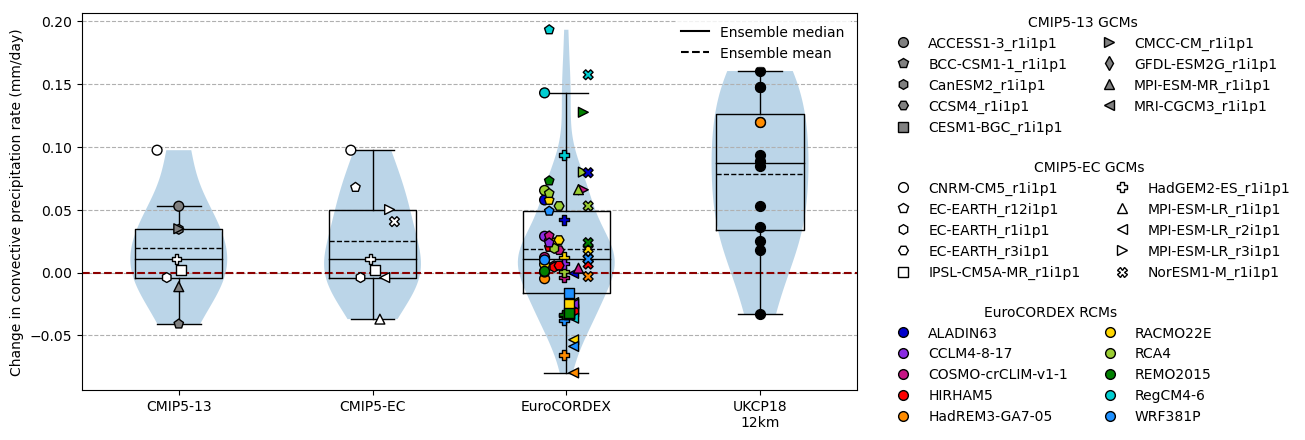 Change in convective precipitation rate (mm/day)
0.20
0.15
0.10
0.05
0.00
−0.05
CMIP5-13
CMIP5-EC
EuroCORDEX
UKCP18
12km
Ensemble median
Ensemble mean
CMIP5-13 GCMs
ACCESS1-3_r1i1p1
BCC-CSM1-1_r1i1p1
CanESM2_r1i1p1
CCSM4_r1i1p1
CESM1-BGC_r1i1p1
CMCC-CM_r1i1p1
GFDL-ESM2G_r1i1p1
MPI-ESM-MR_r1i1p1
MRI-CGCM3_r1i1p1
CMIP5-EC GCMs
CNRM-CM5_r1i1p1
EC-EARTH_r12i1p1
EC-EARTH_r1i1p1
EC-EARTH_r3i1p1
IPSL-CM5A-MR_r1i1p1
HadGEM2-ES_r1i1p1
MPI-ESM-LR_r1i1p1
MPI-ESM-LR_r2i1p1
MPI-ESM-LR_r3i1p1
NorESM1-M_r1i1p1
EuroCORDEX RCMs
ALADIN63
CCLM4-8-17
COSMO-crCLIM-v1-1
HIRHAM5
HadREM3-GA7-05
RACMO22E
RCA4
REMO2015
RegCM4-6
WRF381P